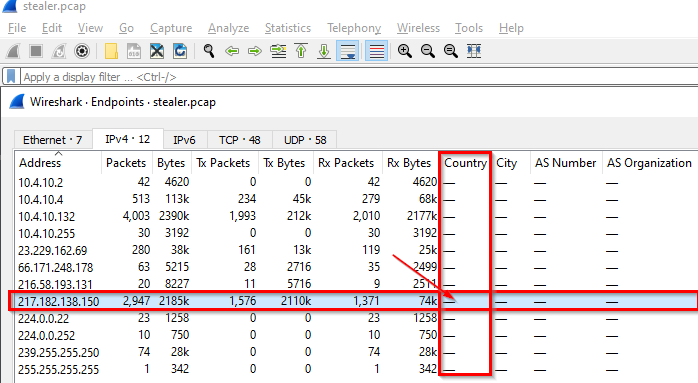 stealer.pcap
File Edit View Go Capture Analyze Statistics Telephony Wireless Tools Help
Apply a display filter ... <Ctrl-/>
Wireshark · Endpoints · stealer.pcap
Ethernet · 7 IPv4 · 12 IPv6 TCP · 48 UDP · 58
Address Packets Bytes Tx Packets Tx Bytes Rx Packets Rx Bytes Country City AS Number AS Organization
10.4.10.2 42 4620 0 0 42 4620 — — — —
10.4.10.4 513 113k 234 45k 279 68k — — — —
10.4.10.132 4,003 2390k 1,993 212k 2,010 2177k — — — —
10.4.10.255 30 3192 0 0 30 3192 — — — —
23.229.162.69 280 38k 161 13k 119 25k — — — —
66.171.248.178 63 5215 28 2716 35 2499 — — — —
216.58.193.131 20 8227 11 5716 9 2511 — — — —
217.182.138.150 2,947 2185k 1,576 2110k 1,371 74k — — — —
224.0.0.22 23 1258 0 0 23 1258 — — — —
224.0.0.252 10 750 0 0 10 750 — — — —
239.255.255.250 74 28k 0 0 74 28k — — — —
255.255.255.255 1 342 0 0 1 342 — — — —